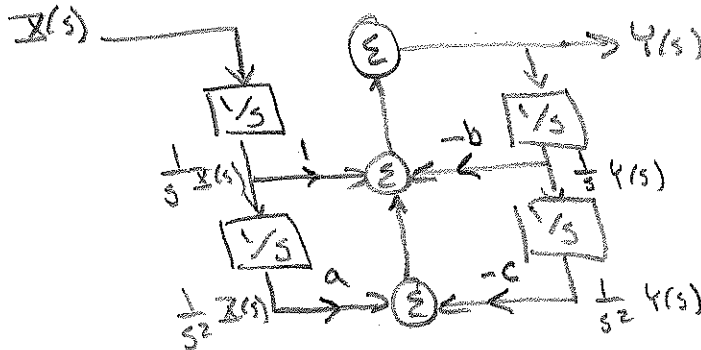 X(s)
Σ
Y(s)
1/s
1/s
-b
1/s X(s)
1
Σ
1/s Y(s)
1/s
1/s
a
-c
1/s² X(s)
Σ
1/s² Y(s)